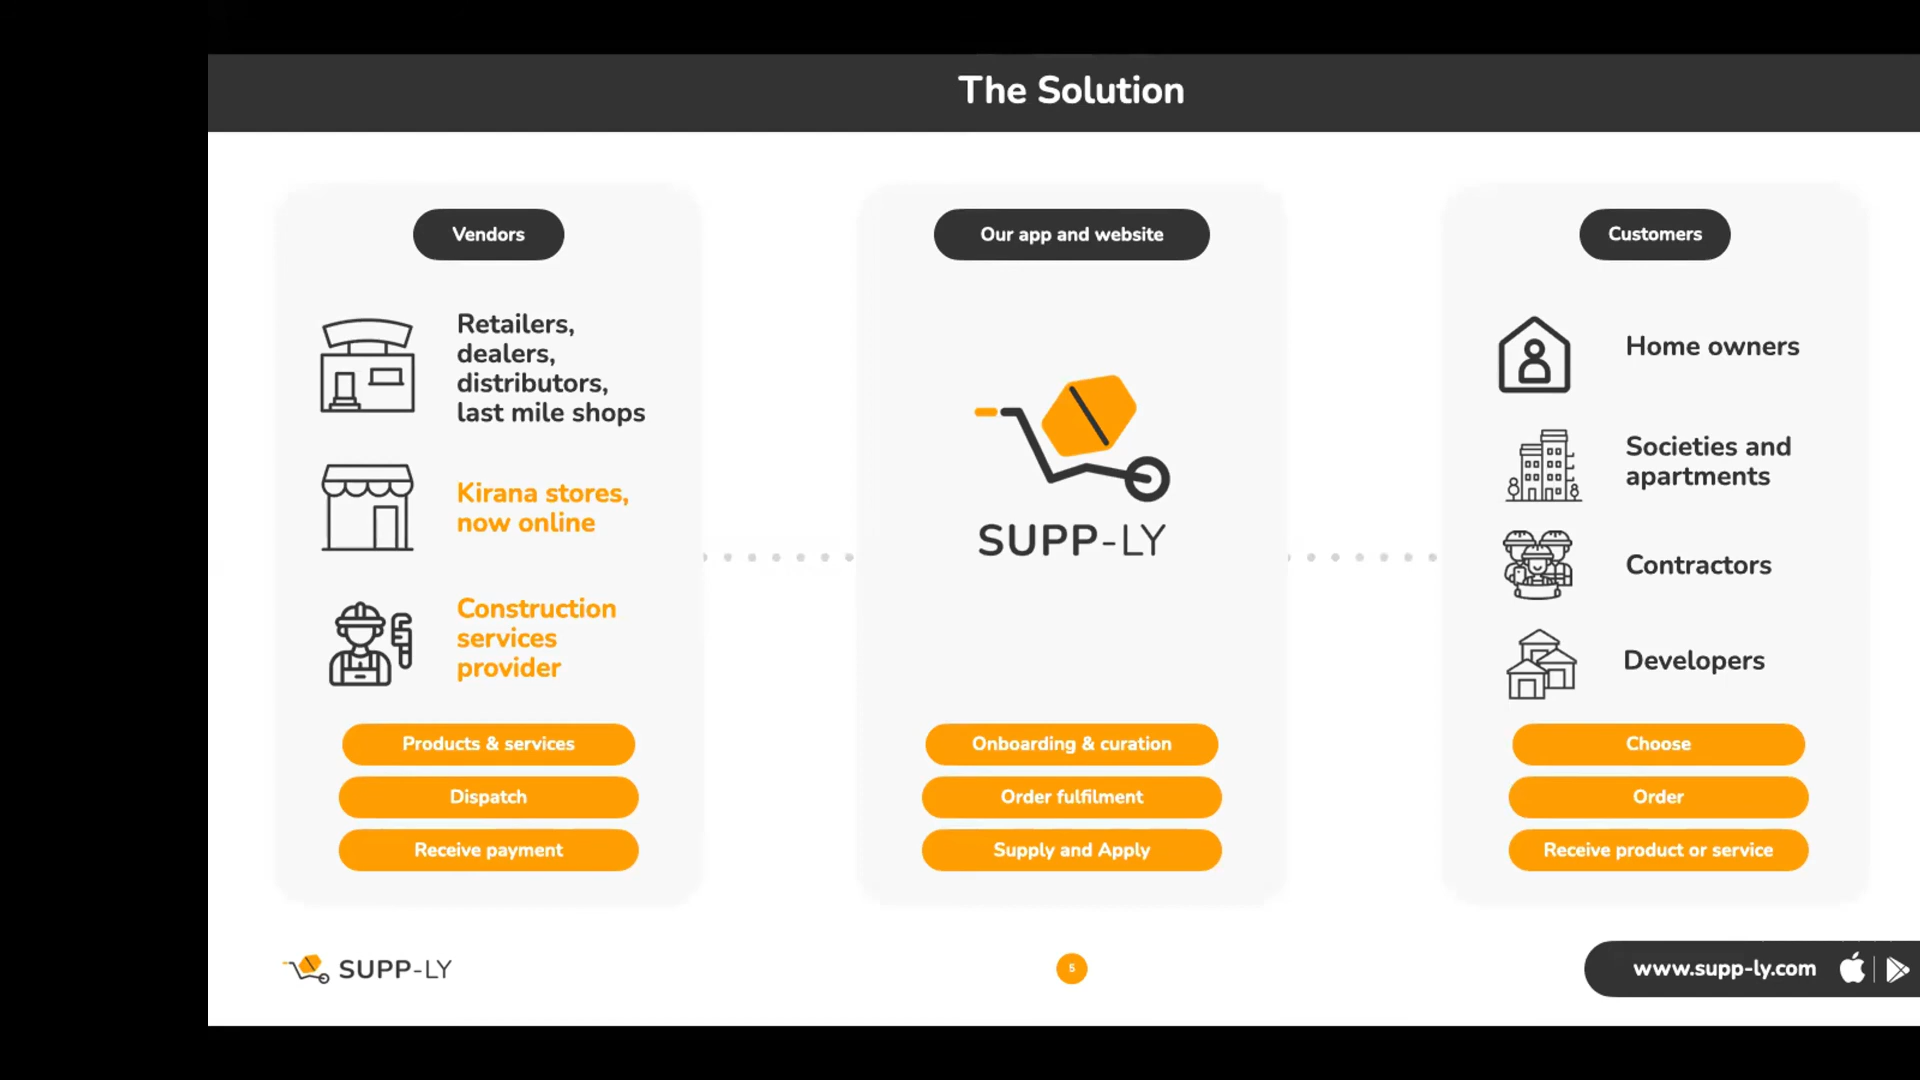 The Solution
Vendors
Retailers,
dealers,
distributors,
last mile shops
Kirana stores,
now online
Construction
services
provider
Products & services
Dispatch
Receive payment
Our app and website
SUPP-LY
Onboarding & curation
Order fulfilment
Supply and Apply
Customers
Home owners
Societies and
apartments
Contractors
Developers
Choose
Order
Receive product or service
SUPP-LY
5
www.supp-ly.com